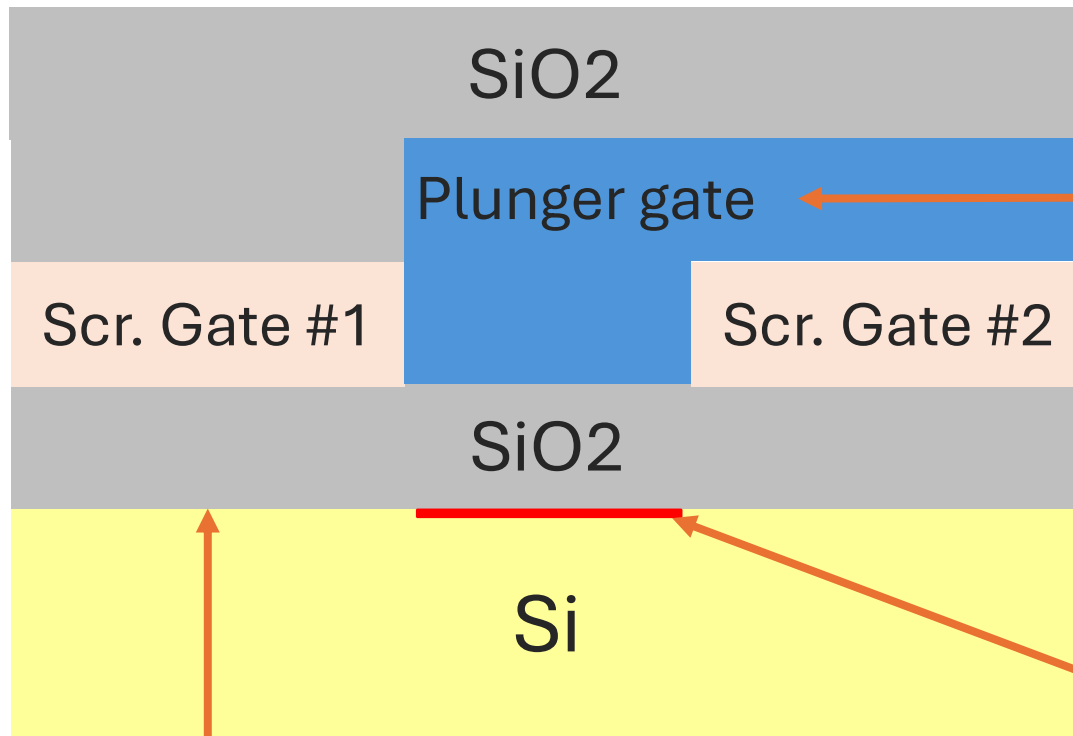 SiO2
Plunger gate
Scr. Gate #1
Scr. Gate #2
SiO2
Si